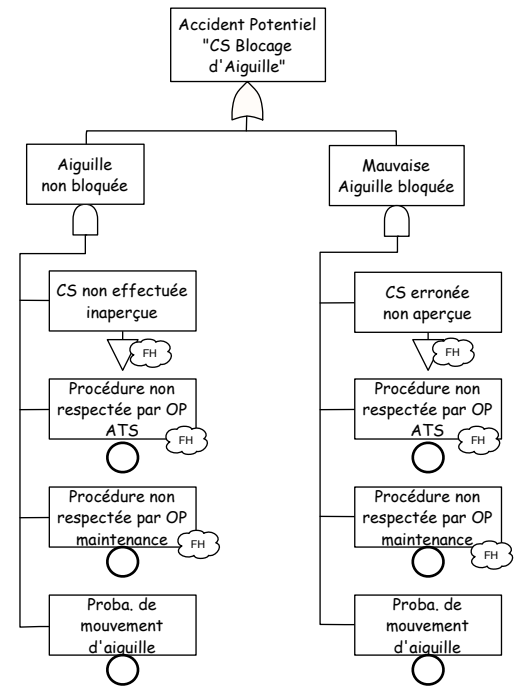 Accident Potentiel
"CS Blocage
d'Aiguille"
Aiguille
non bloquée
Mauvaise
Aiguille bloquée
CS non effectuée
inaperçue
FH
CS erronée
non aperçue
FH
Procédure non
respectée par OP
ATS
FH
Procédure non
respectée par OP
ATS
FH
Procédure non
respectée par OP
maintenance
FH
Procédure non
respectée par OP
maintenance
FH
Proba. de
mouvement
d'aiguille
Proba. de
mouvement
d'aiguille